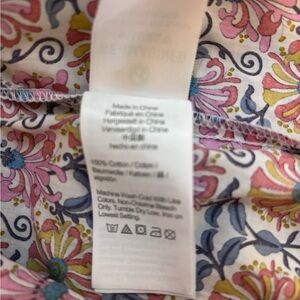 Made in China
Fabriqué en Chine
Hergestellt in China
Vervaardigd in China
中国製
hecho en chino
100% Cotton / Coton /
Baumwolle / Katoen / 綿 /
algodon.
Machine Wash Cold With Like
Colors. Non-Chlorine Bleach
Only. Tumble Dry Low. Iron on
Lowest Setting.